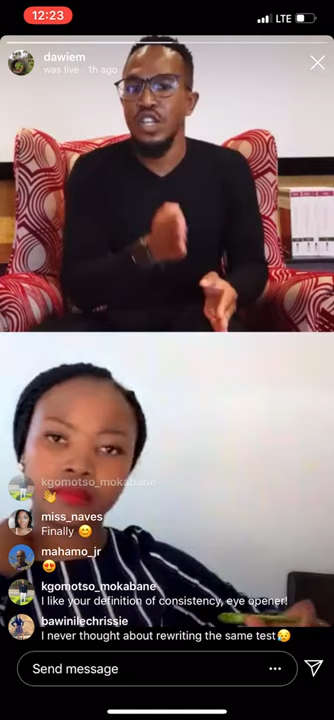 12:23
LTE
dawiem
was live · 1h ago
kgomotso_mokabane
👋
miss_naves
Finally 😊
mahamo_jr
😍
kgomotso_mokabane
I like your definition of consistency, eye opener!
bawinilechrissie
I never thought about rewriting the same test😢
Send message